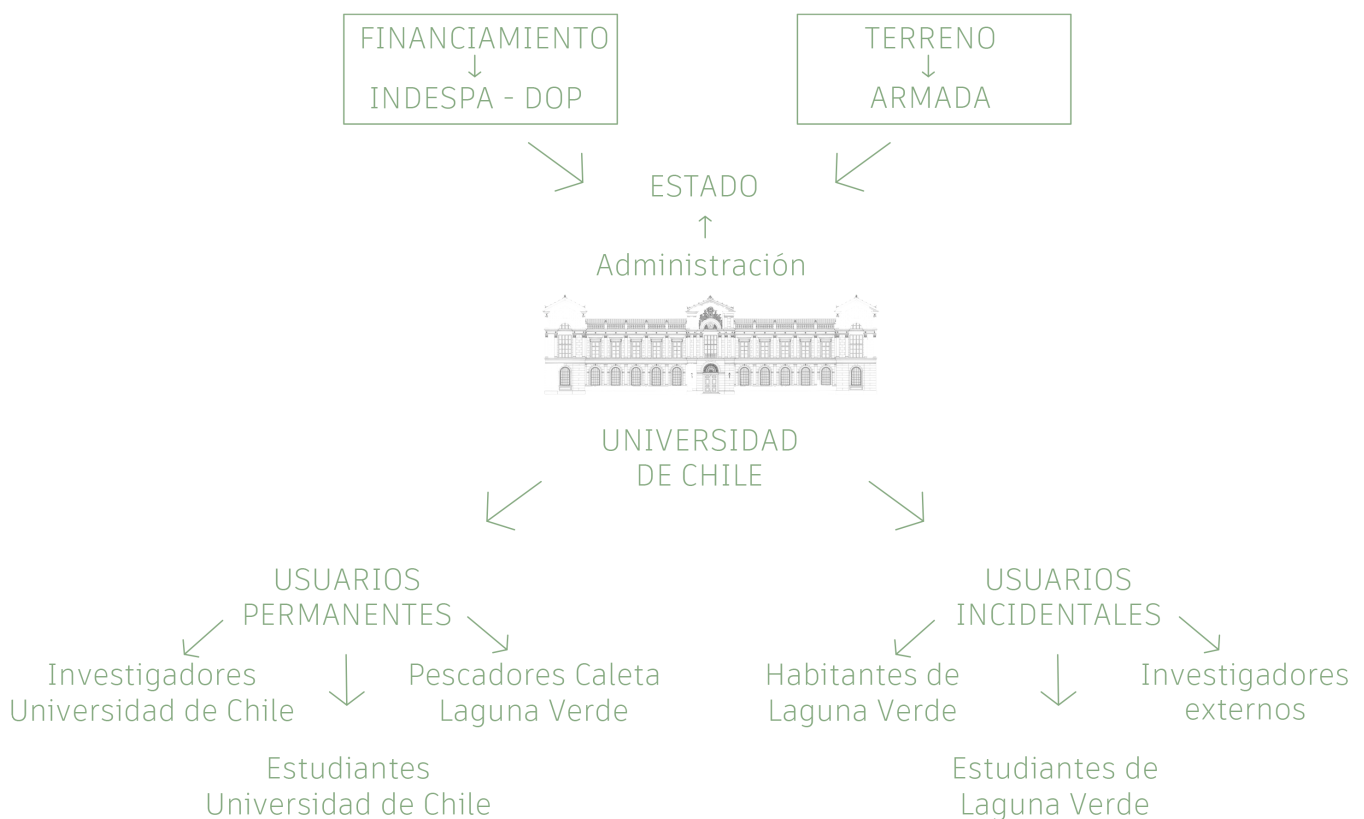 FINANCIAMIENTO
INDESPA - DOP
TERRENO
ARMADA
ESTADO
Administración
UNIVERSIDAD
DE CHILE
USUARIOS
PERMANENTES
Investigadores
Universidad de Chile
Estudiantes
Universidad de Chile
Pescadores Caleta
Laguna Verde
USUARIOS
INCIDENTALES
Habitantes de
Laguna Verde
Estudiantes de
Laguna Verde
Investigadores
externos